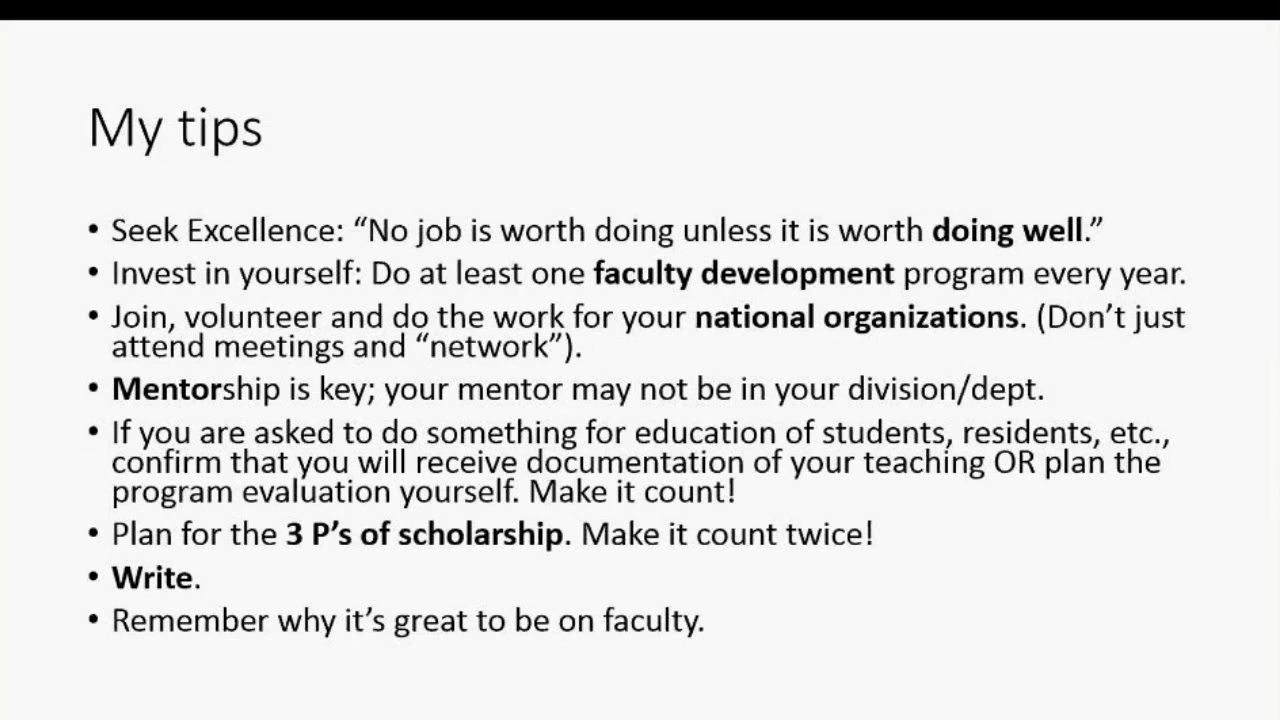 My tips
• Seek Excellence: “No job is worth doing unless it is worth doing well.”
• Invest in yourself: Do at least one faculty development program every year.
• Join, volunteer and do the work for your national organizations. (Don’t just
attend meetings and “network”).
• Mentorship is key; your mentor may not be in your division/dept.
• If you are asked to do something for education of students, residents, etc.,
confirm that you will receive documentation of your teaching OR plan the
program evaluation yourself. Make it count!
• Plan for the 3 P’s of scholarship. Make it count twice!
• Write.
• Remember why it’s great to be on faculty.